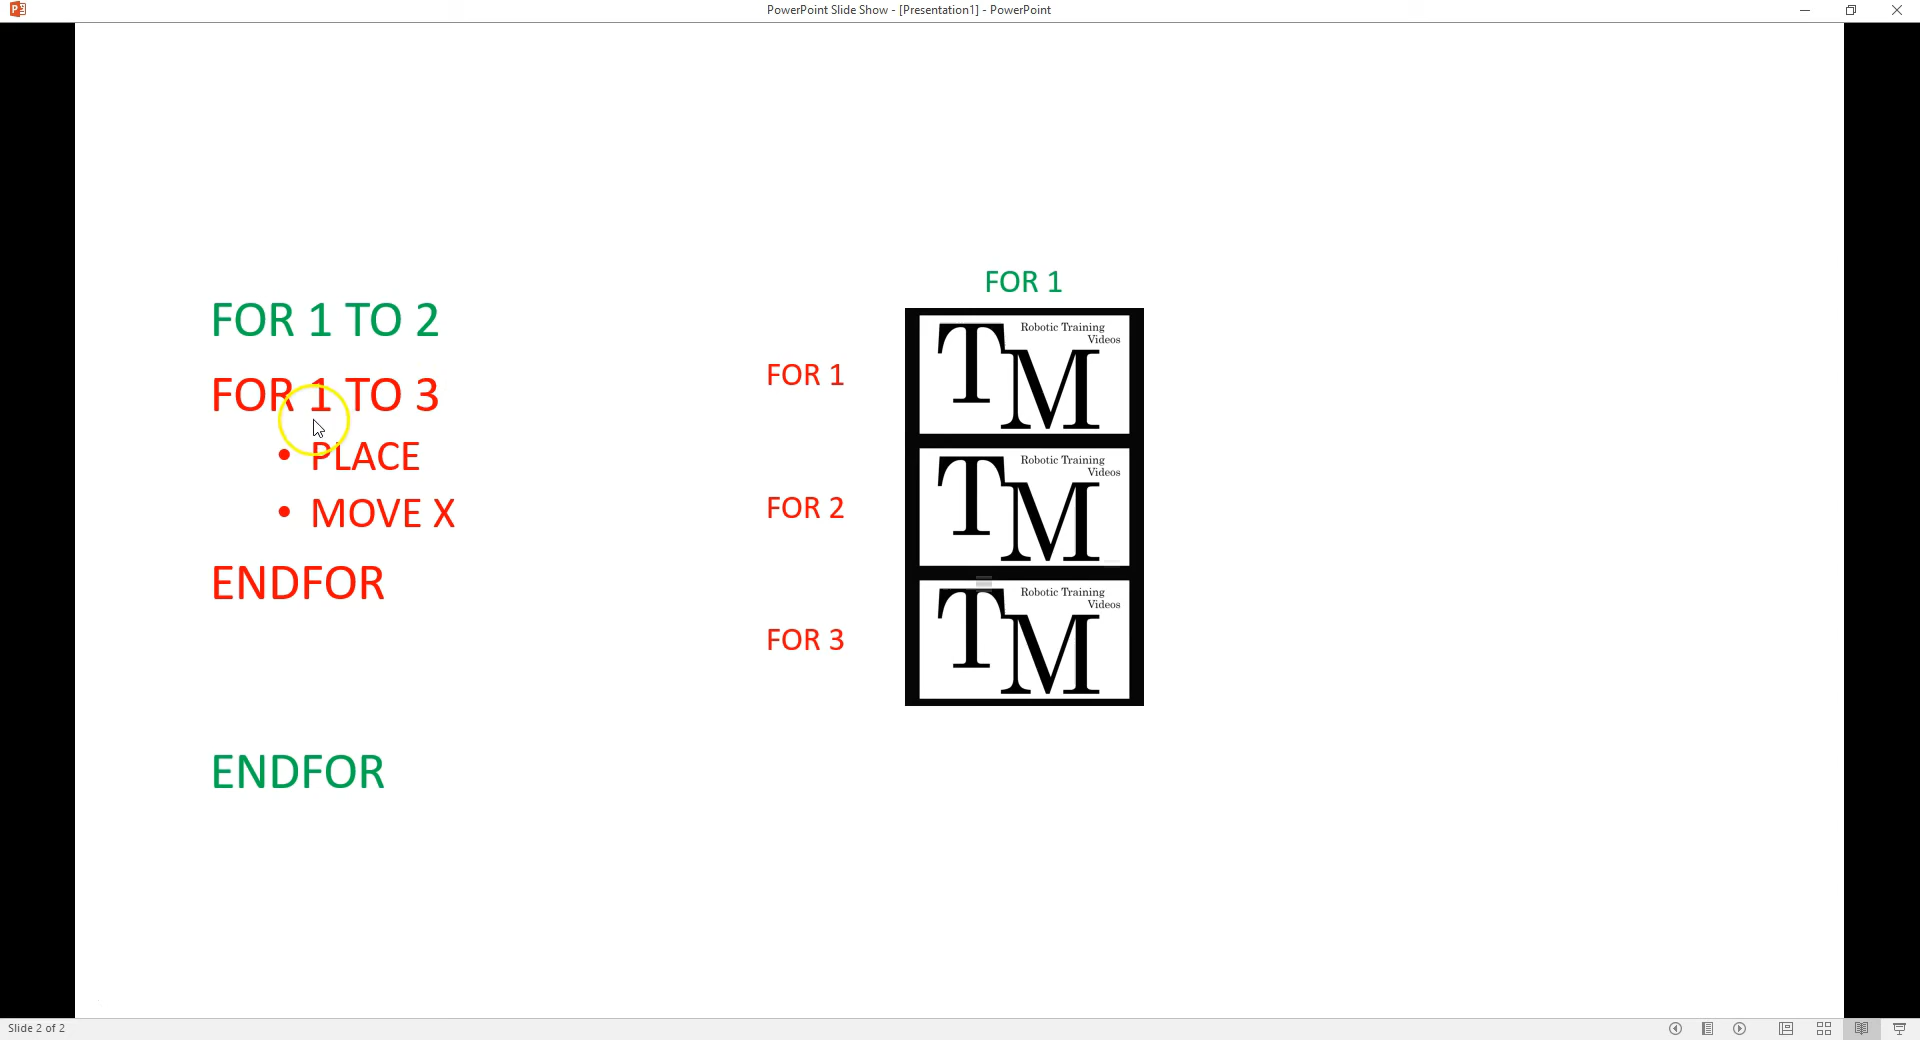 PowerPoint Slide Show - [Presentation1] - PowerPoint
FOR 1 TO 2
FOR 1 TO 3
• PLACE
• MOVE X
ENDFOR
ENDFOR
FOR 1
FOR 1
FOR 2
FOR 3
TM
Robotic Training
Videos
TM
Robotic Training
Videos
TM
Robotic Training
Videos
Slide 2 of 2